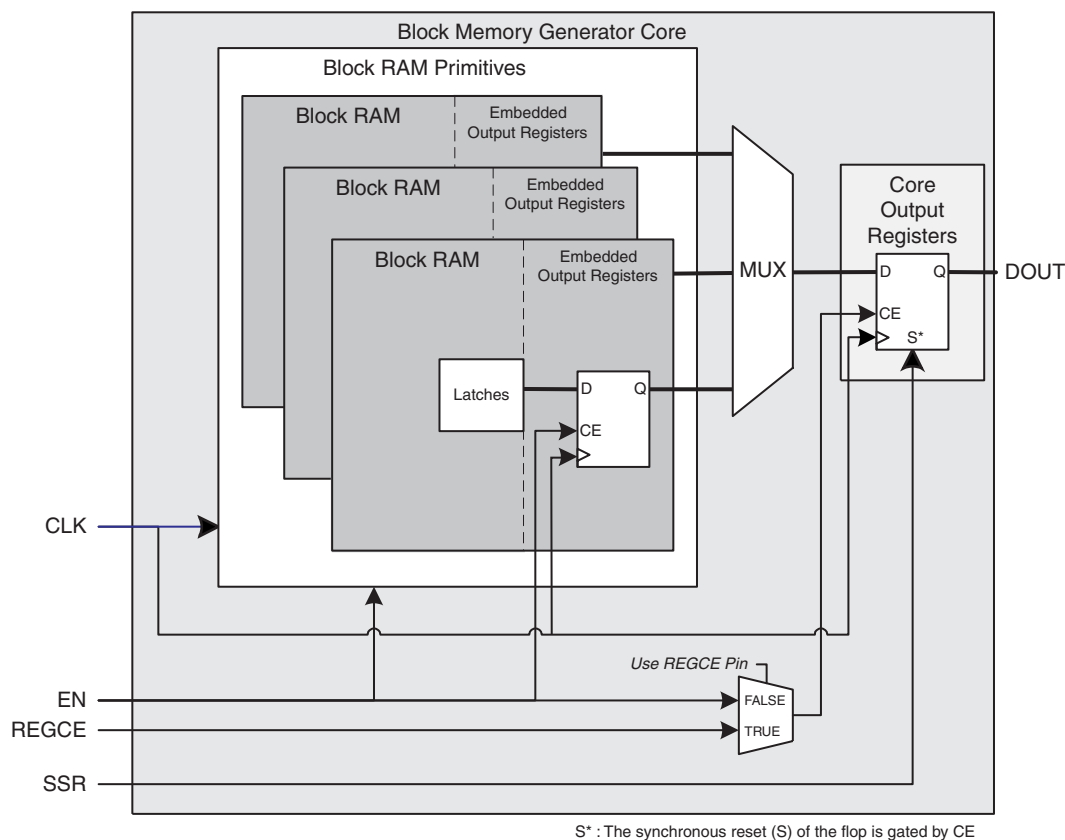 Block Memory Generator Core
Block RAM Primitives
Block RAM
Embedded
Output Registers
Block RAM
Embedded
Output Registers
Block RAM
Embedded
Output Registers
MUX
Core
Output
Registers
D
Q
CE
S*
DOUT
Latches
D
Q
CE
CLK
Use REGCE Pin
EN
FALSE
REGCE
TRUE
SSR
S* : The synchronous reset (S) of the flop is gated by CE